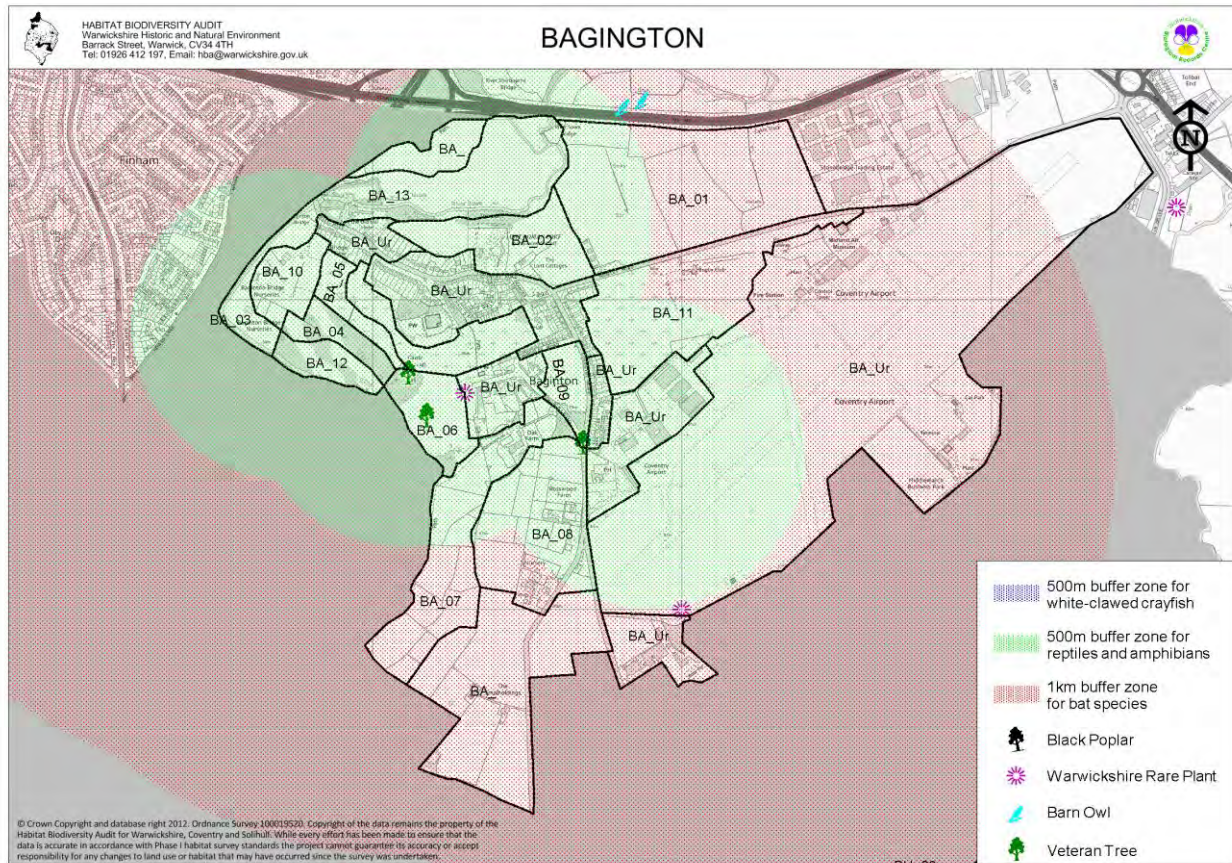 HABITAT BIODIVERSITY AUDIT
Warwickshire Historic and Natural Environment
Barrack Street, Warwick, CV34 4TH
Tel: 01926 412 197, Email: hba@warwickshire.gov.uk
BAGINGTON
Finham
N
BA_
BA_13
BA_01
BA_Ur
BA_02
BA_10
BA_05
BA_Ur
BA_11
BA_03
BA_04
BA_12
BA_Ur
Baginton
BA_09
BA_Ur
BA_Ur
BA_Ur
BA_06
Coventry Airport
Coventry Airport
Coventry
Airport
Oak
Farm
PH
BA_08
BA_07
BA_Ur
BA_
The
500m buffer zone for
white-clawed crayfish
500m buffer zone for
reptiles and amphibians
1km buffer zone
for bat species
Black Poplar
Warwickshire Rare Plant
Barn Owl
Veteran Tree
© Crown Copyright and database right 2012. Ordnance Survey 100019520. Copyright of the data remains the property of the
Habitat Biodiversity Audit for Warwickshire, Coventry and Solihull. While every effort has been made to ensure that the
data is accurate in accordance with Phase I habitat survey standards the project cannot guarantee its accuracy or accept
responsibility for any changes to land use or habitat that may have occurred since the survey was undertaken.